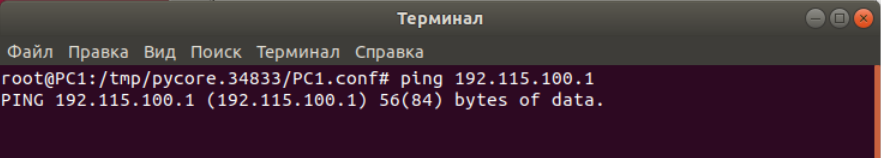 Терминал
Файл Правка Вид Поиск Терминал Справка
root@PC1:/tmp/pycore.34833/PC1.conf# ping 192.115.100.1
PING 192.115.100.1 (192.115.100.1) 56(84) bytes of data.